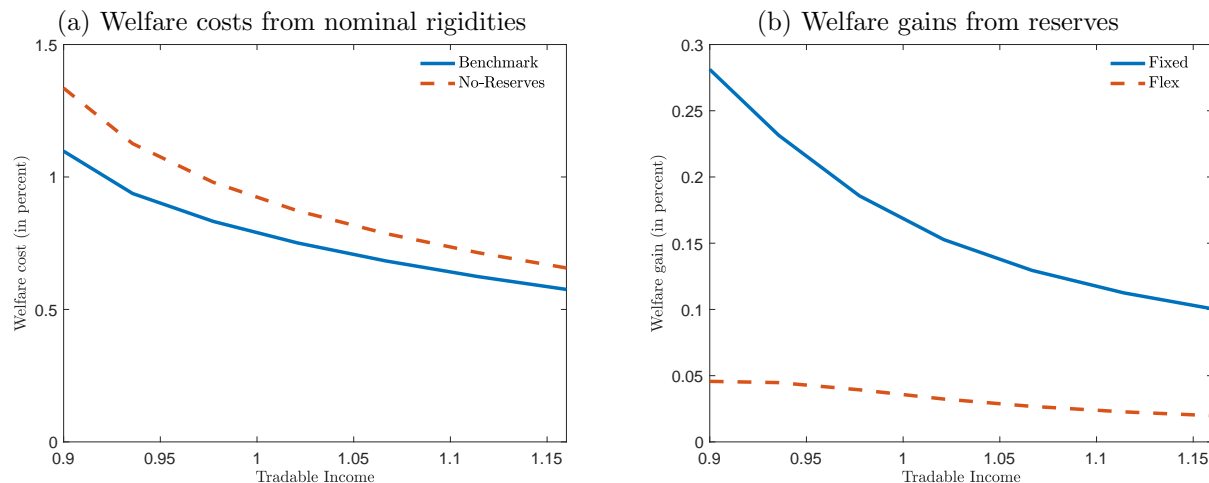 (a) Welfare costs from nominal rigidities
1.5
1
0.5
0
Welfare cost (in percent)
Benchmark
No-Reserves
0.9 0.95 1 1.05 1.1 1.15
Tradable Income
(b) Welfare gains from reserves
0.3
0.25
0.2
0.15
0.1
0.05
0
Welfare gain (in percent)
Fixed
Flex
0.9 0.95 1 1.05 1.1 1.15
Tradable Income